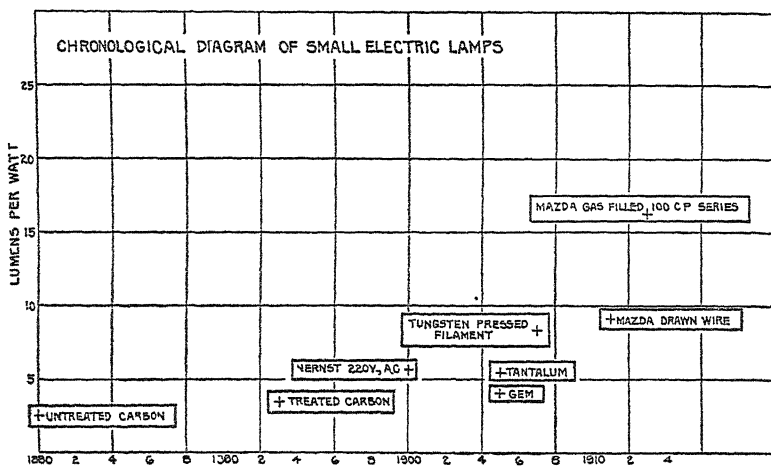 CHRONOLOGICAL DIAGRAM OF SMALL ELECTRIC LAMPS
LUMENS PER WATT
25
20
15
10
5
MAZDA GAS FILLED, 100 C P SERIES
TUNGSTEN PRESSED
FILAMENT
MAZDA DRAWN WIRE
NERNST 220V., AC
TANTALUM
GEM
TREATED CARBON
UNTREATED CARBON
1880 2 4 6 8 1890 2 4 6 8 1900 2 4 6 8 1910 2 4